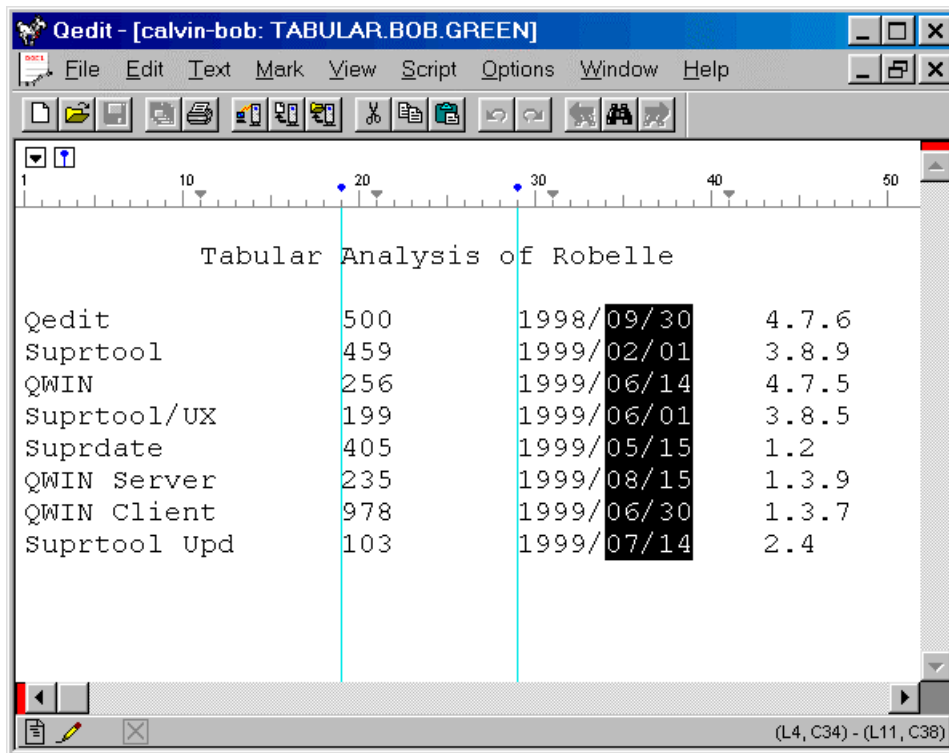 Qedit - [calvin-bob: TABULAR.BOB.GREEN]
File Edit Text Mark View Script Options Window Help
1 10 20 30 40 50
Tabular Analysis of Robelle
Qedit 500 1998/09/30 4.7.6
Suprtool 459 1999/02/01 3.8.9
QWIN 256 1999/06/14 4.7.5
Suprtool/UX 199 1999/06/01 3.8.5
Suprdate 405 1999/05/15 1.2
QWIN Server 235 1999/08/15 1.3.9
QWIN Client 978 1999/06/30 1.3.7
Suprtool Upd 103 1999/07/14 2.4
(L4, C34) - (L11, C38)